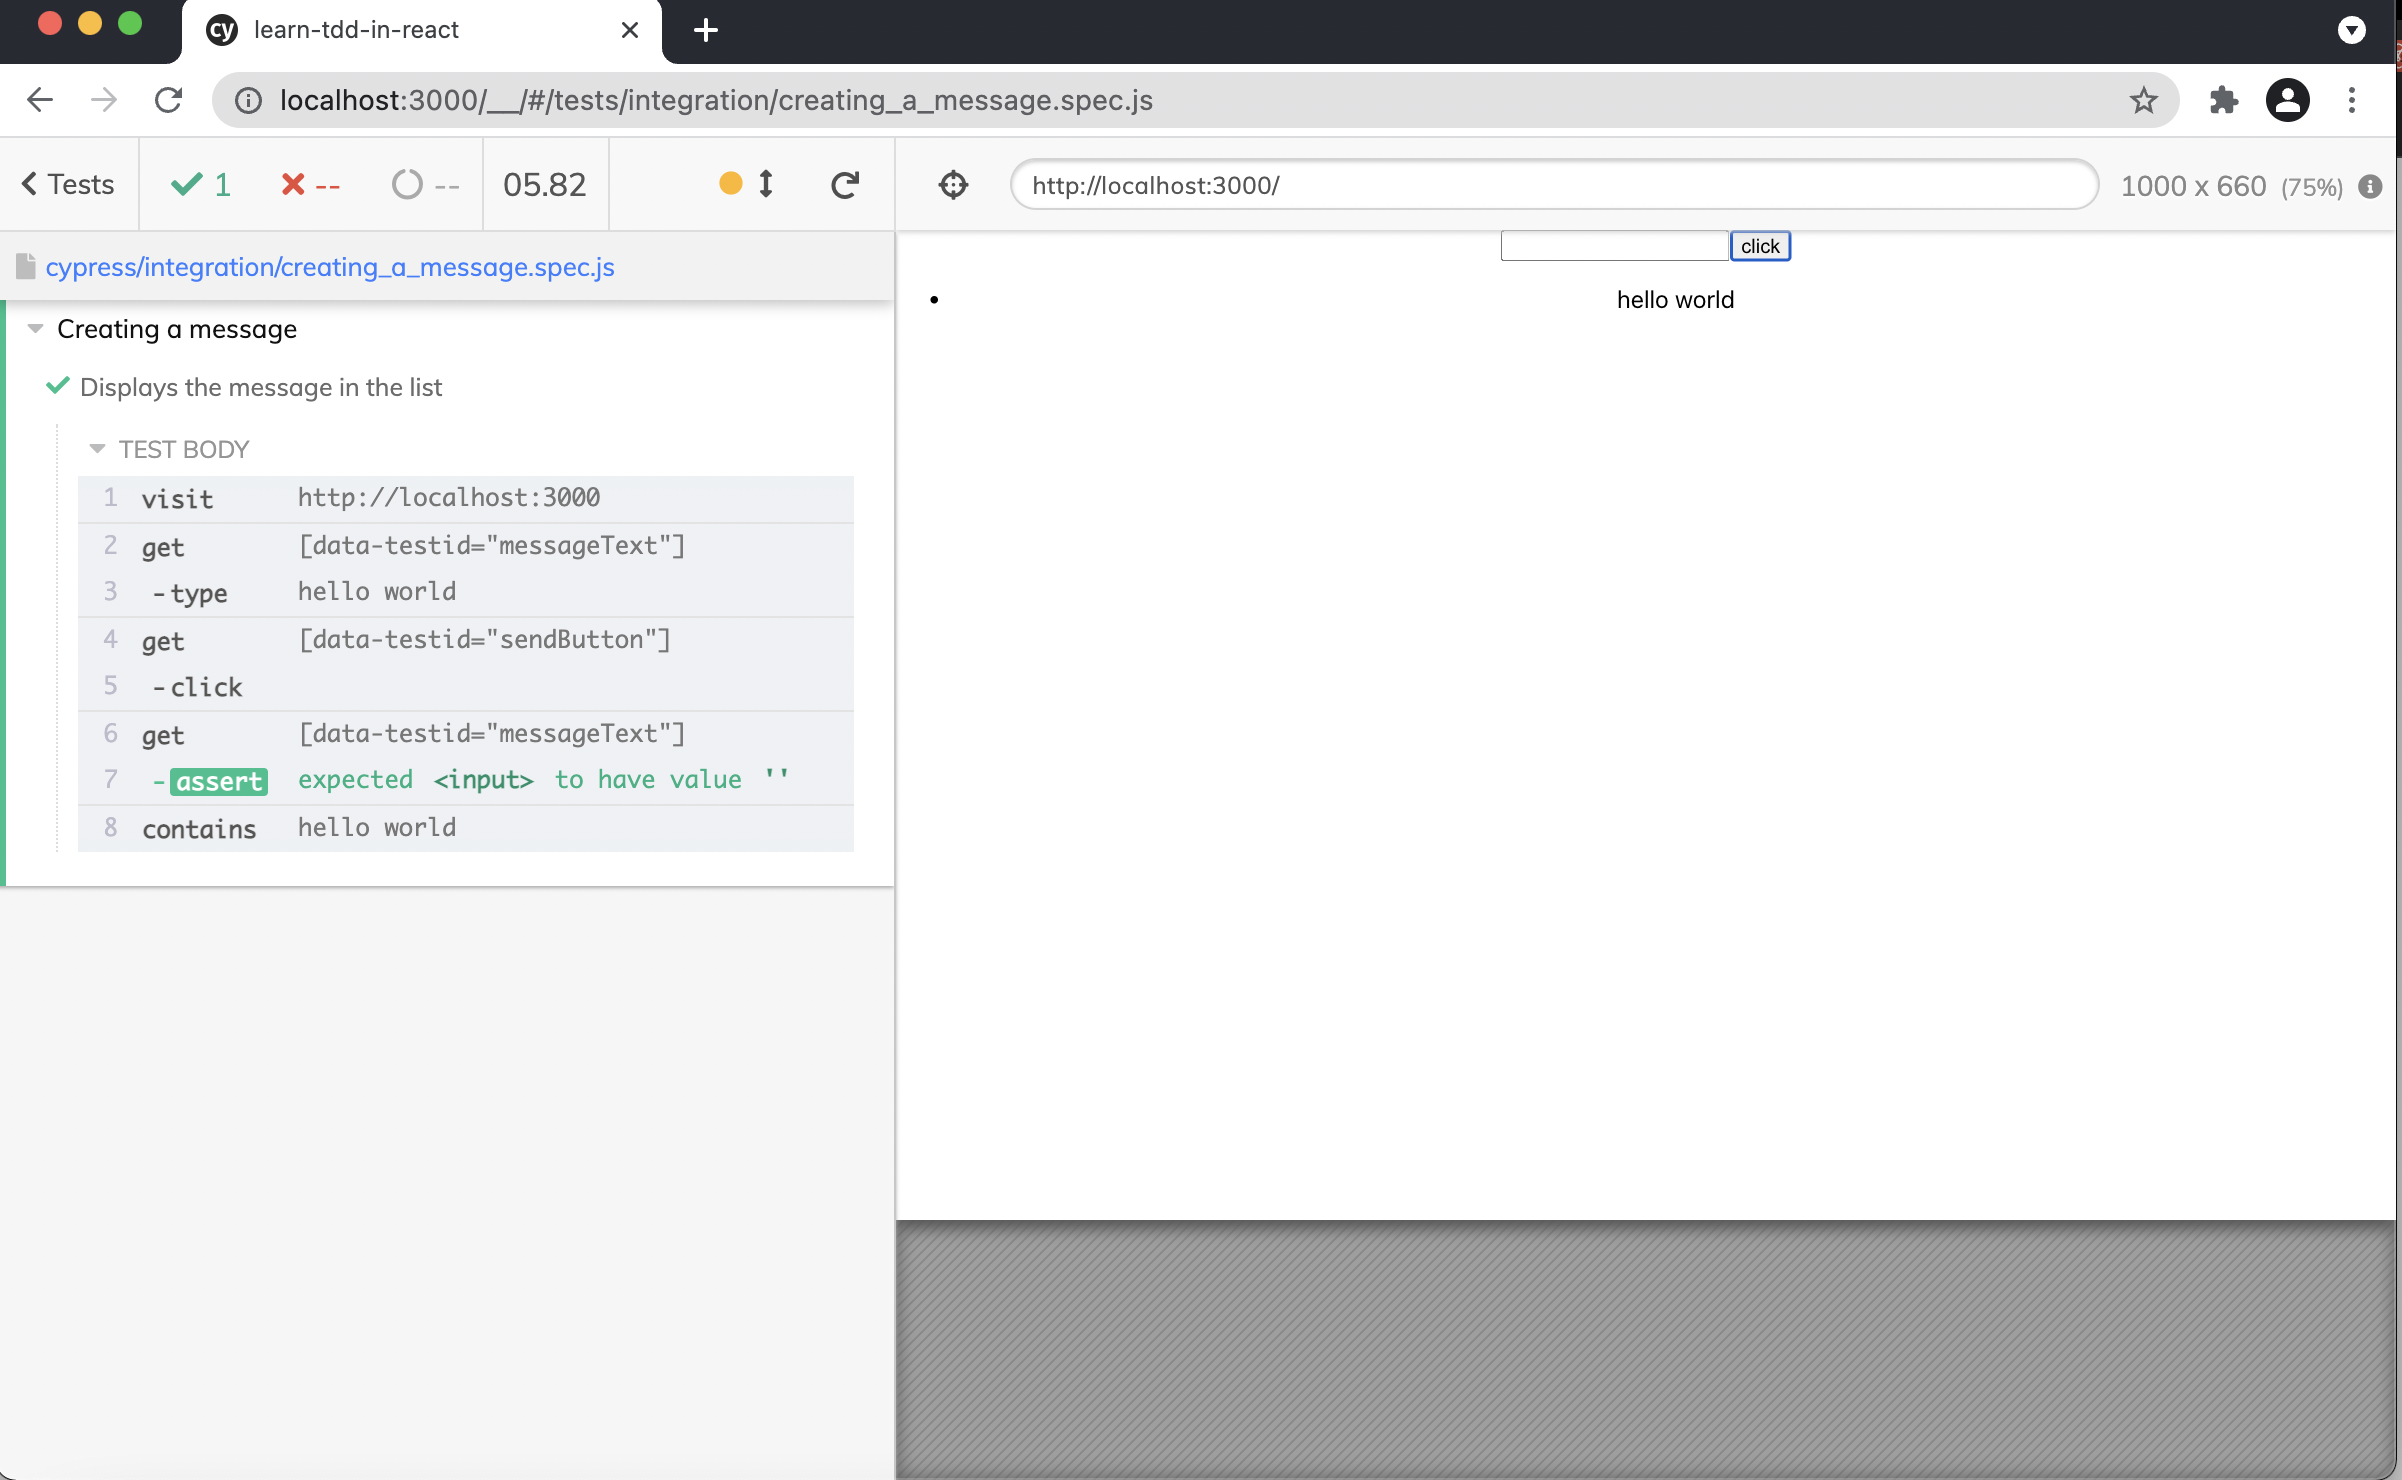 cy learn-tdd-in-react
localhost:3000/__/#/tests/integration/creating_a_message.spec.js
Tests 1 -- -- 05.82 http://localhost:3000/ 1000 x 660 (75%)
cypress/integration/creating_a_message.spec.js
Creating a message
Displays the message in the list
TEST BODY
1 visit http://localhost:3000
2 get [data-testid="messageText"]
3 -type hello world
4 get [data-testid="sendButton"]
5 -click
6 get [data-testid="messageText"]
7 -assert expected <input> to have value ''
8 contains hello world
click
• hello world